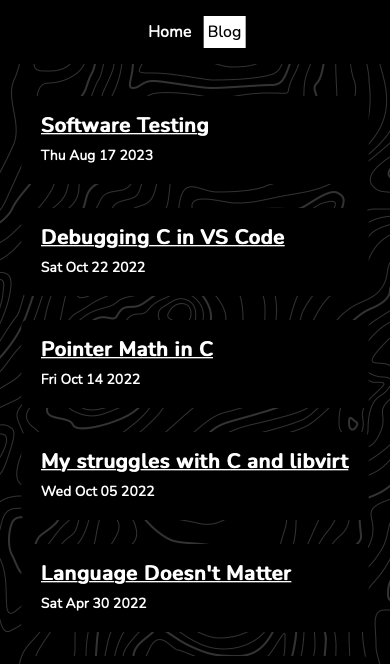 Home Blog
Software Testing
Thu Aug 17 2023
Debugging C in VS Code
Sat Oct 22 2022
Pointer Math in C
Fri Oct 14 2022
My struggles with C and libvirt
Wed Oct 05 2022
Language Doesn't Matter
Sat Apr 30 2022